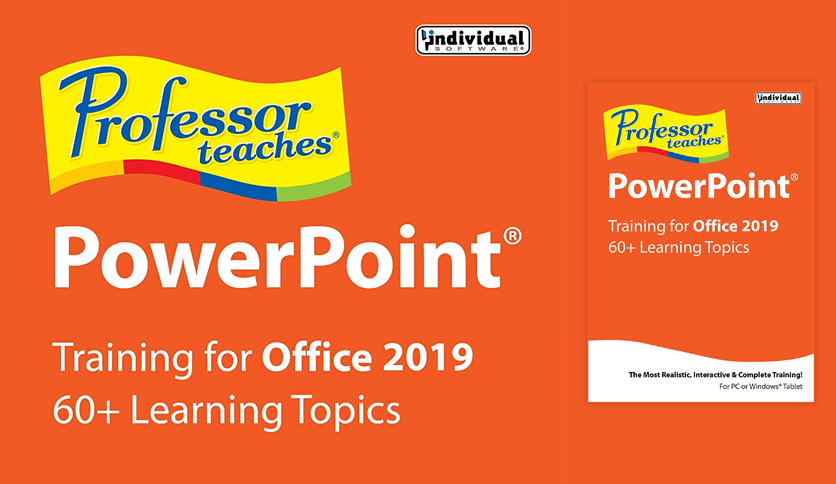 individual
SOFTWARE®
Professor
teaches®
PowerPoint®
Training for Office 2019
60+ Learning Topics
individual
SOFTWARE®
Professor
teaches®
PowerPoint®
Training for Office 2019
60+ Learning Topics
The Most Realistic, Interactive & Complete Training!
For PC or Windows® Tablet